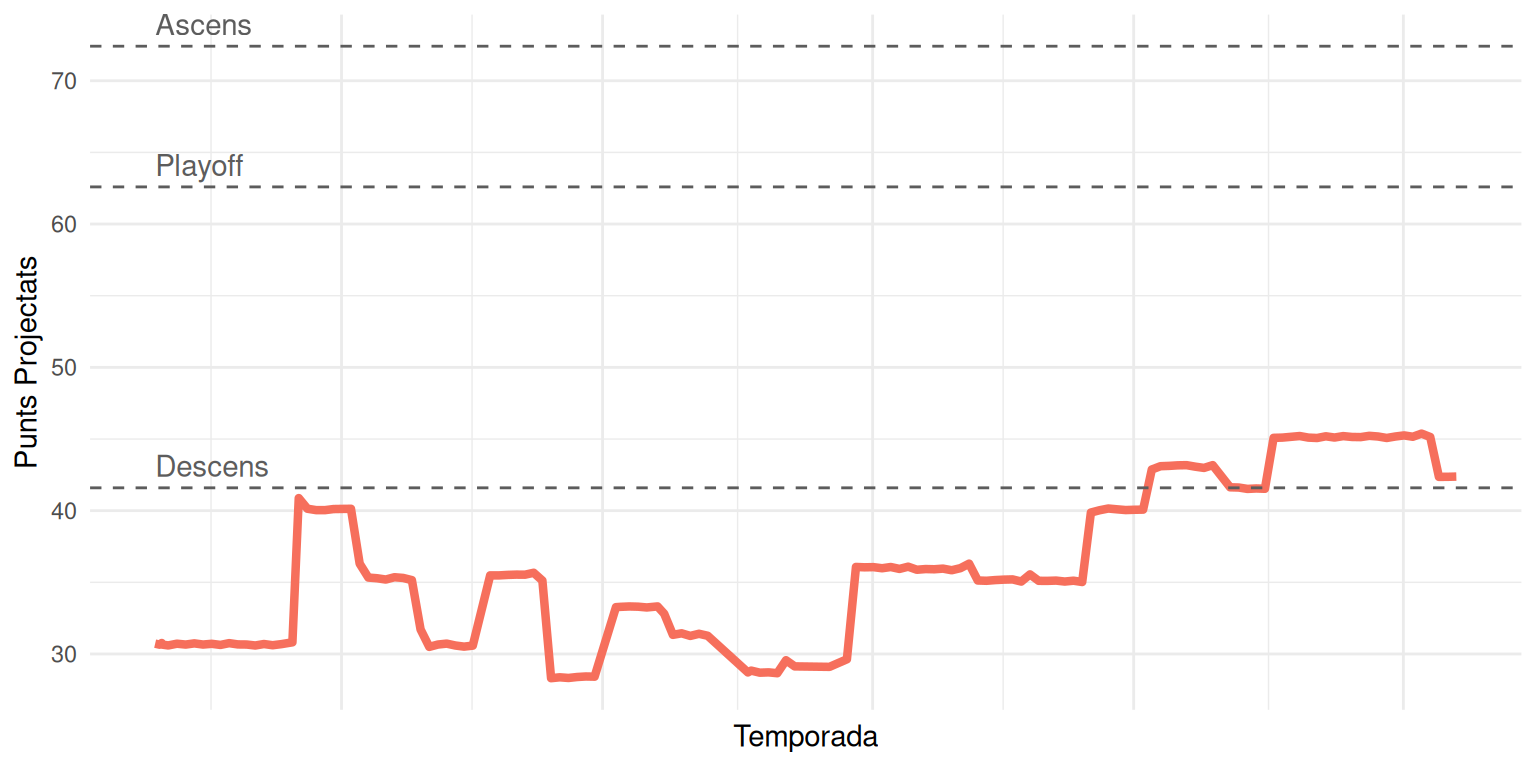 Ascens
70
Playoff
60
Punts Projectats
50
Descens
40
30
Temporada